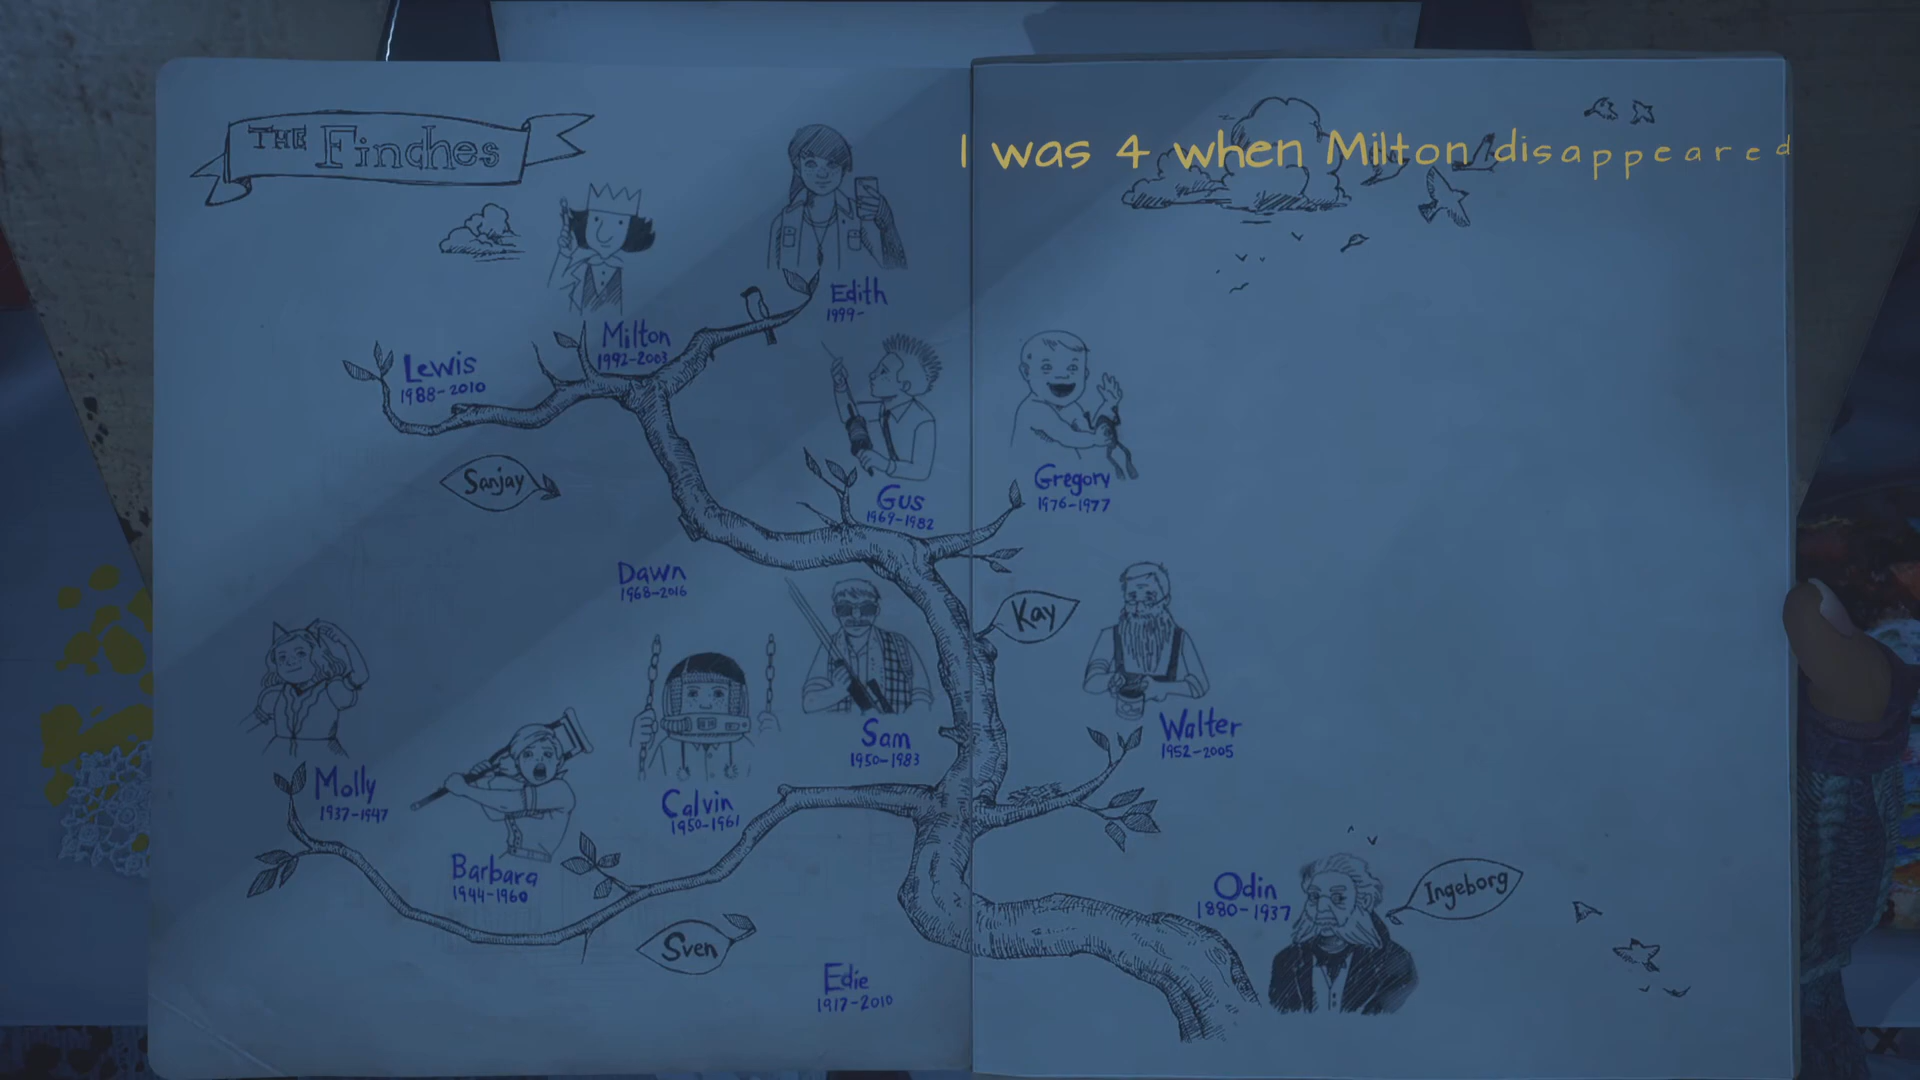 THE Finches
I was 4 when Milton disappeared
Edith
1999-
Milton
1992-2003
Lewis
1988-2010
Sanjay
Gus
1969-1982
Gregory
1976-1977
Dawn
1968-2016
Kay
Sam
1950-1983
Walter
1952-2005
Molly
1937-1947
Calvin
1950-1961
Barbara
1944-1960
Odin
1880-1937
Ingeborg
Sven
Edie
1917-2010